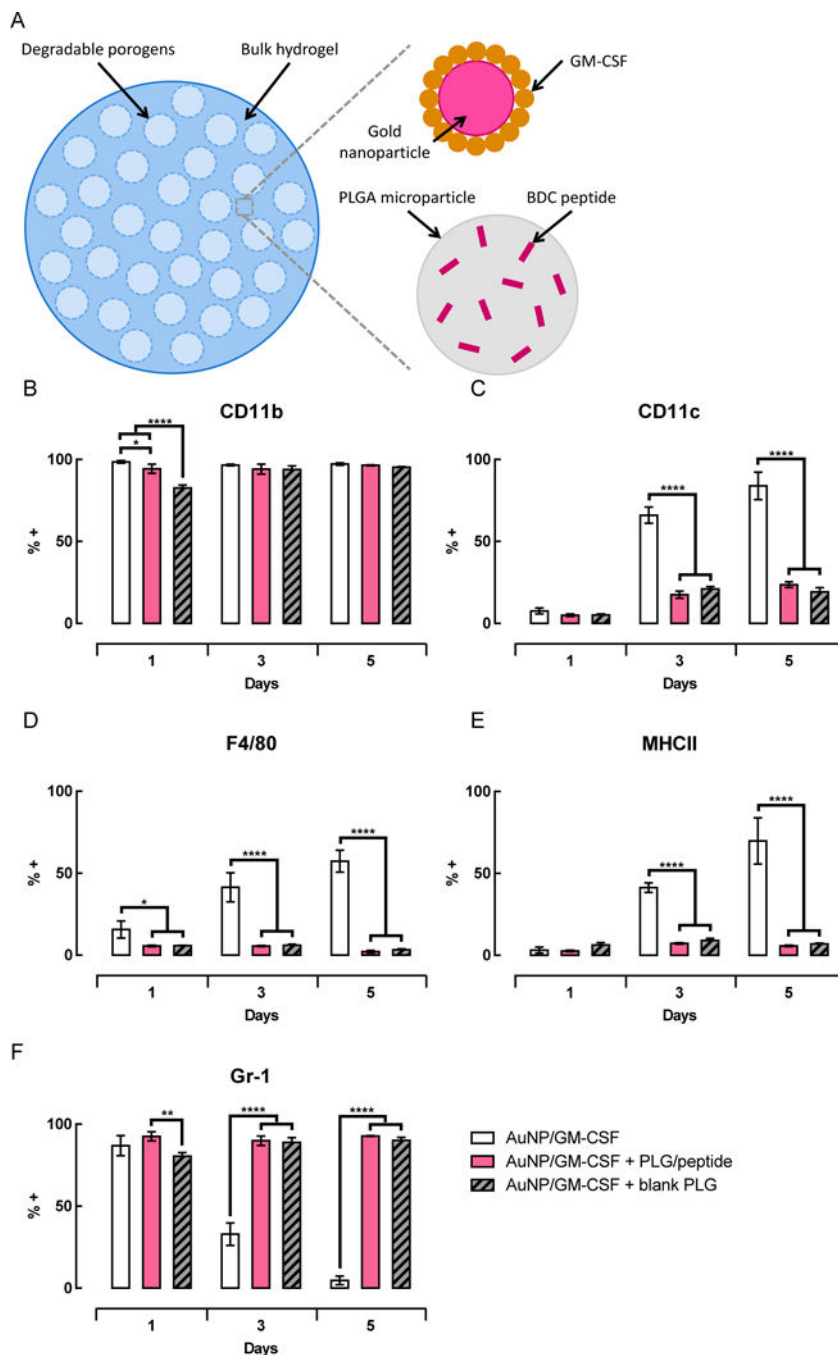 A
Degradable porogens
Bulk hydrogel
GM-CSF
Gold
nanoparticle
PLGA microparticle
BDC peptide
B
CD11b
****
*
100
50
0
% +
1
3
5
Days
C
CD11c
****
****
100
50
0
% +
1
3
5
Days
D
F4/80
*
****
****
100
50
0
% +
1
3
5
Days
E
MHCII
****
****
100
50
0
% +
1
3
5
Days
F
Gr-1
**
****
****
100
50
0
% +
1
3
5
Days
AuNP/GM-CSF
AuNP/GM-CSF + PLG/peptide
AuNP/GM-CSF + blank PLG